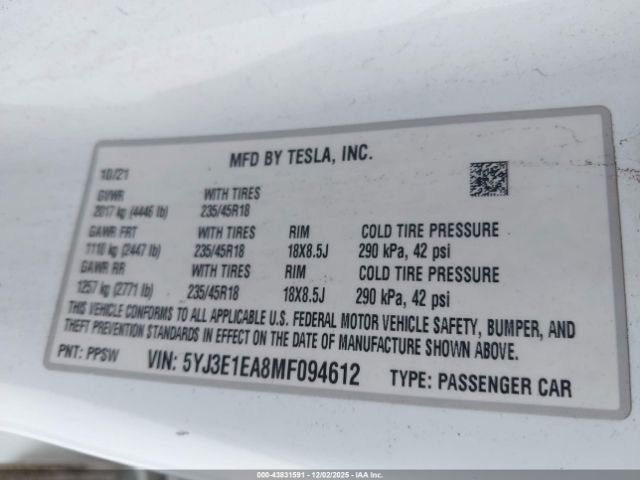 MFD BY TESLA, INC.
10/21
GVWR WITH TIRES
2017 kg (4446 lb) 235/45R18
GAWR FRT WITH TIRES RIM COLD TIRE PRESSURE
1110 kg (2447 lb) 235/45R18 18X8.5J 290 kPa, 42 psi
GAWR RR WITH TIRES RIM COLD TIRE PRESSURE
1257 kg (2771 lb) 235/45R18 18X8.5J 290 kPa, 42 psi
THIS VEHICLE CONFORMS TO ALL APPLICABLE U.S. FEDERAL MOTOR VEHICLE SAFETY, BUMPER, AND
THEFT PREVENTION STANDARDS IN EFFECT ON THE DATE OF MANUFACTURE SHOWN ABOVE.
PNT: PPSW VIN: 5YJ3E1EA8MF094612 TYPE: PASSENGER CAR
000-43831591 - 12/02/2025 - IAA Inc.